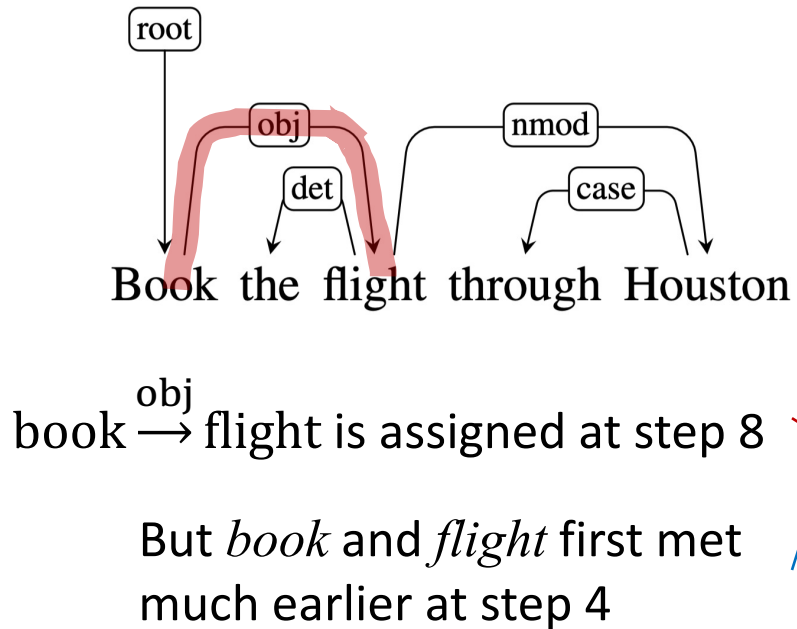 root
obj
nmod
det
case
Book the flight through Houston
obj
book → flight is assigned at step 8
But book and flight first met
much earlier at step 4